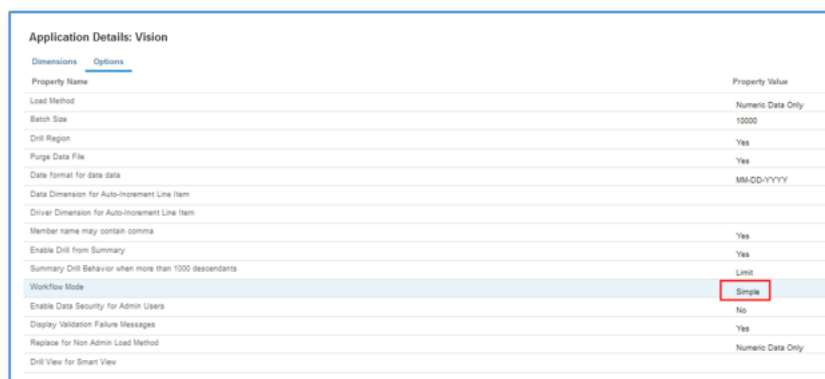 Application Details: Vision
Dimensions Options
Property Name Property Value
Load Method Numeric Data Only
Batch Size 10000
Drill Region Yes
Purge Data File Yes
Date format for date data MM-DD-YYYY
Data Dimension for Auto-Increment Line Item
Driver Dimension for Auto-Increment Line Item
Member name may contain comma Yes
Enable Drill from Summary Yes
Summary Drill Behavior when more than 1000 descendants Limit
Workflow Mode Simple
Enable Data Security for Admin Users No
Display Validation Failure Messages Yes
Replace for Non Admin Load Method Numeric Data Only
Drill View for Smart View